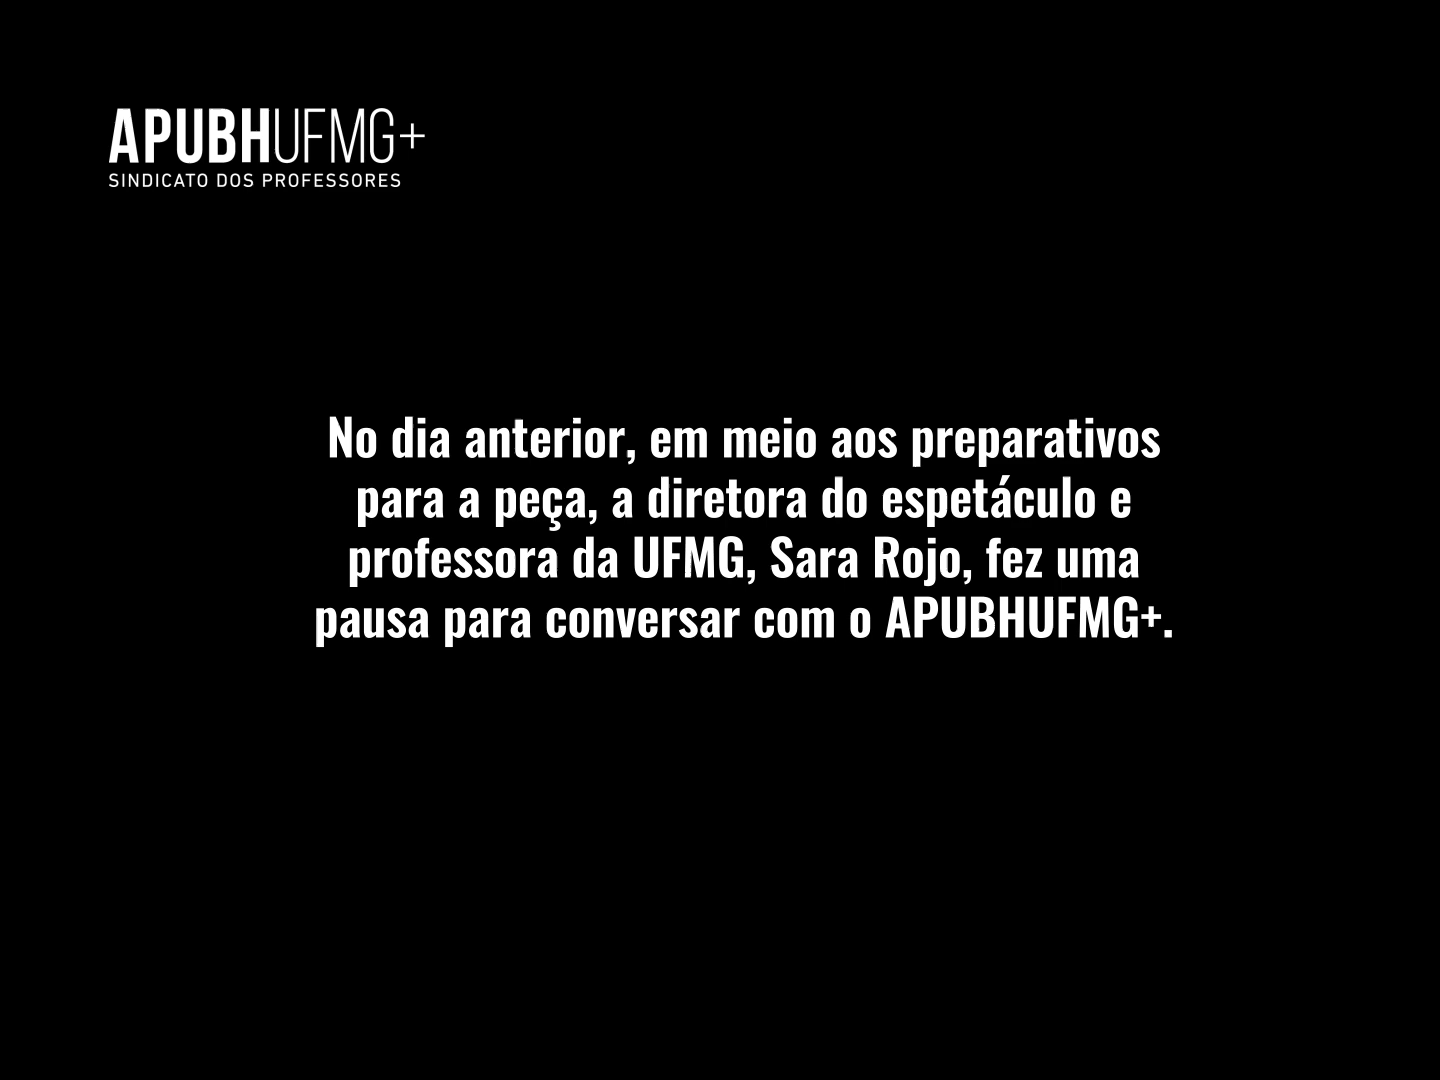 APUBHUFMG+
SINDICATO DOS PROFESSORES
No dia anterior, em meio aos preparativos
para a peça, a diretora do espetáculo e
professora da UFMG, Sara Rojo, fez uma
pausa para conversar com o APUBHUFMG+.